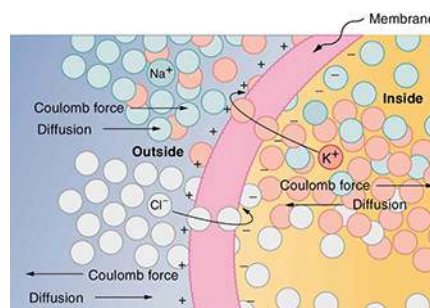 Membrane
Na⁺
Inside
Coulomb force
Diffusion
Outside
K⁺
Coulomb force
Diffusion
Cl⁻
Coulomb force
Diffusion